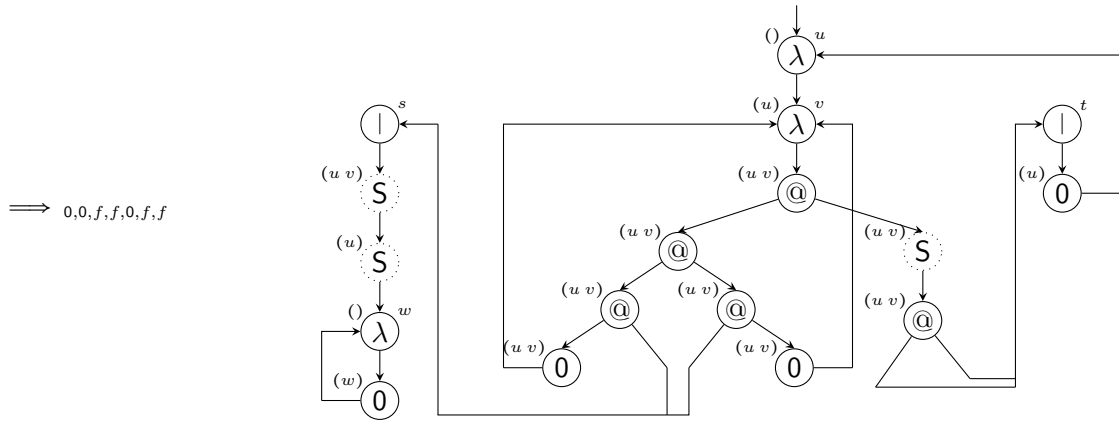 () λ u
s | (u) λ v | t
(u v) S (u v) @ (u) 0
⟹ 0,0,f,f,0,f,f
(u) S (u v) @ (u v) S
() λ w (u v) @ (u v) @ (u v) @
(w) 0 (u v) 0 (u v) 0